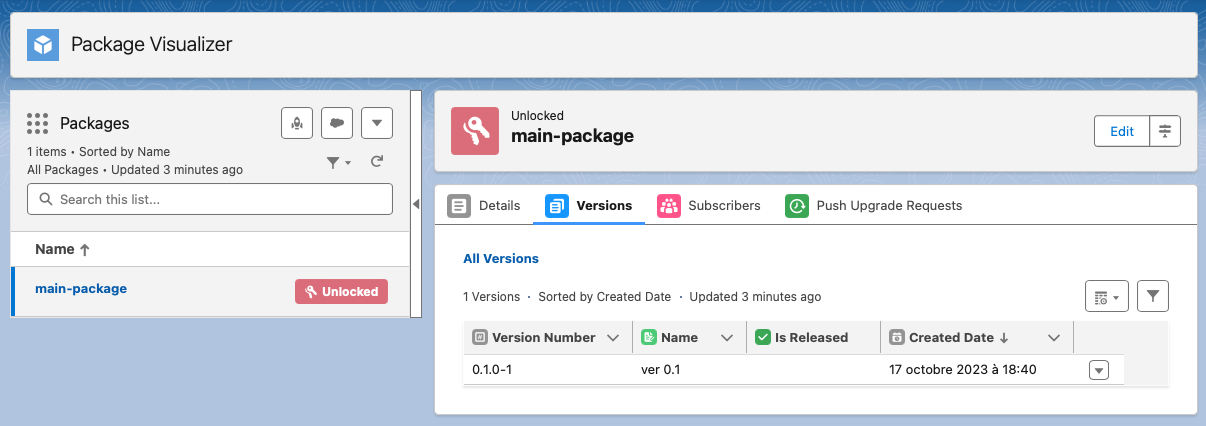 Package Visualizer
Packages
1 items • Sorted by Name
All Packages • Updated 3 minutes ago
Search this list...
Name
main-package
Unlocked
Unlocked
main-package
Edit
Details
Versions
Subscribers
Push Upgrade Requests
All Versions
1 Versions · Sorted by Created Date · Updated 3 minutes ago
Version Number Name Is Released Created Date
0.1.0-1 ver 0.1 17 octobre 2023 à 18:40